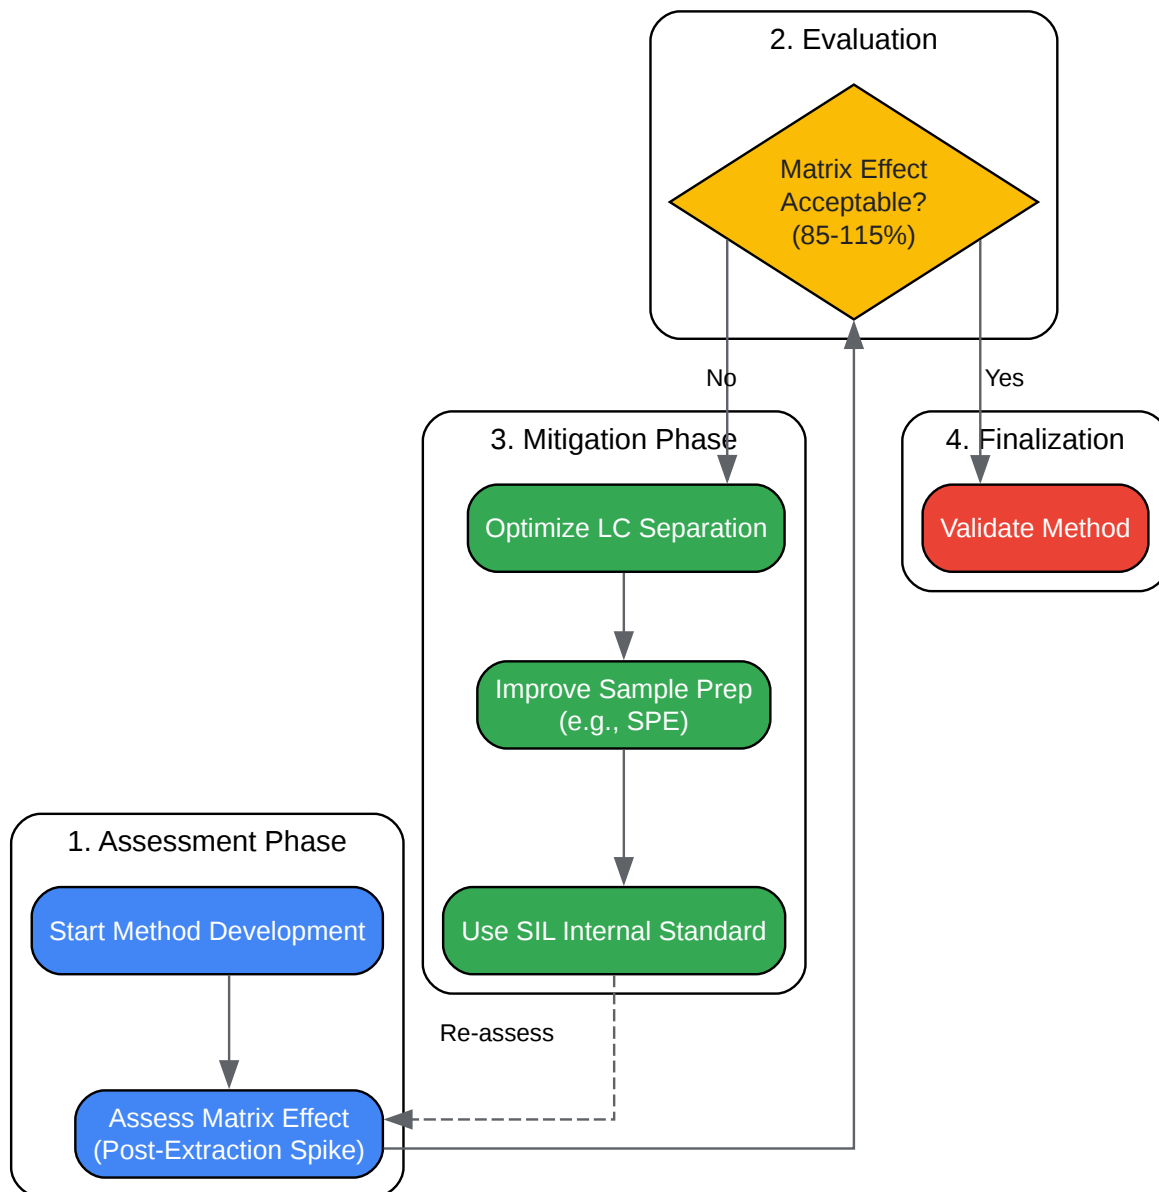 2. Evaluation
Matrix Effect
Acceptable?
(85-115%)
No
Yes
3. Mitigation Phase
4. Finalization
Optimize LC Separation
Validate Method
Improve Sample Prep
(e.g., SPE)
1. Assessment Phase
Start Method Development
Use SIL Internal Standard
Re-assess
Assess Matrix Effect
(Post-Extraction Spike)